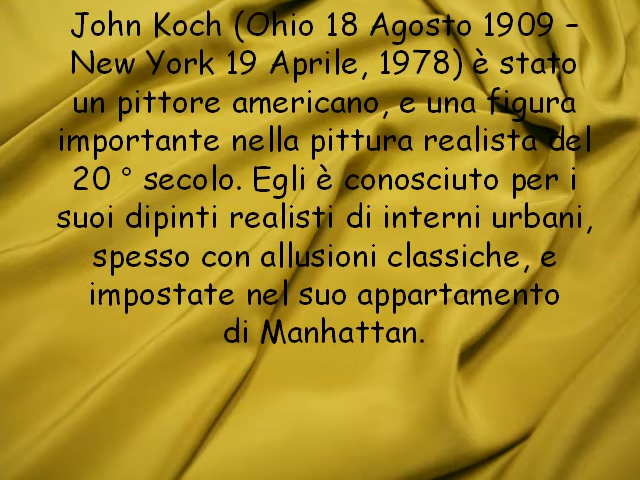 John Koch (Ohio 18 Agosto 1909 –
New York 19 Aprile, 1978) è stato
un pittore americano, e una figura
importante nella pittura realista del
20 ° secolo. Egli è conosciuto per i
suoi dipinti realisti di interni urbani,
spesso con allusioni classiche, e
impostate nel suo appartamento
di Manhattan.